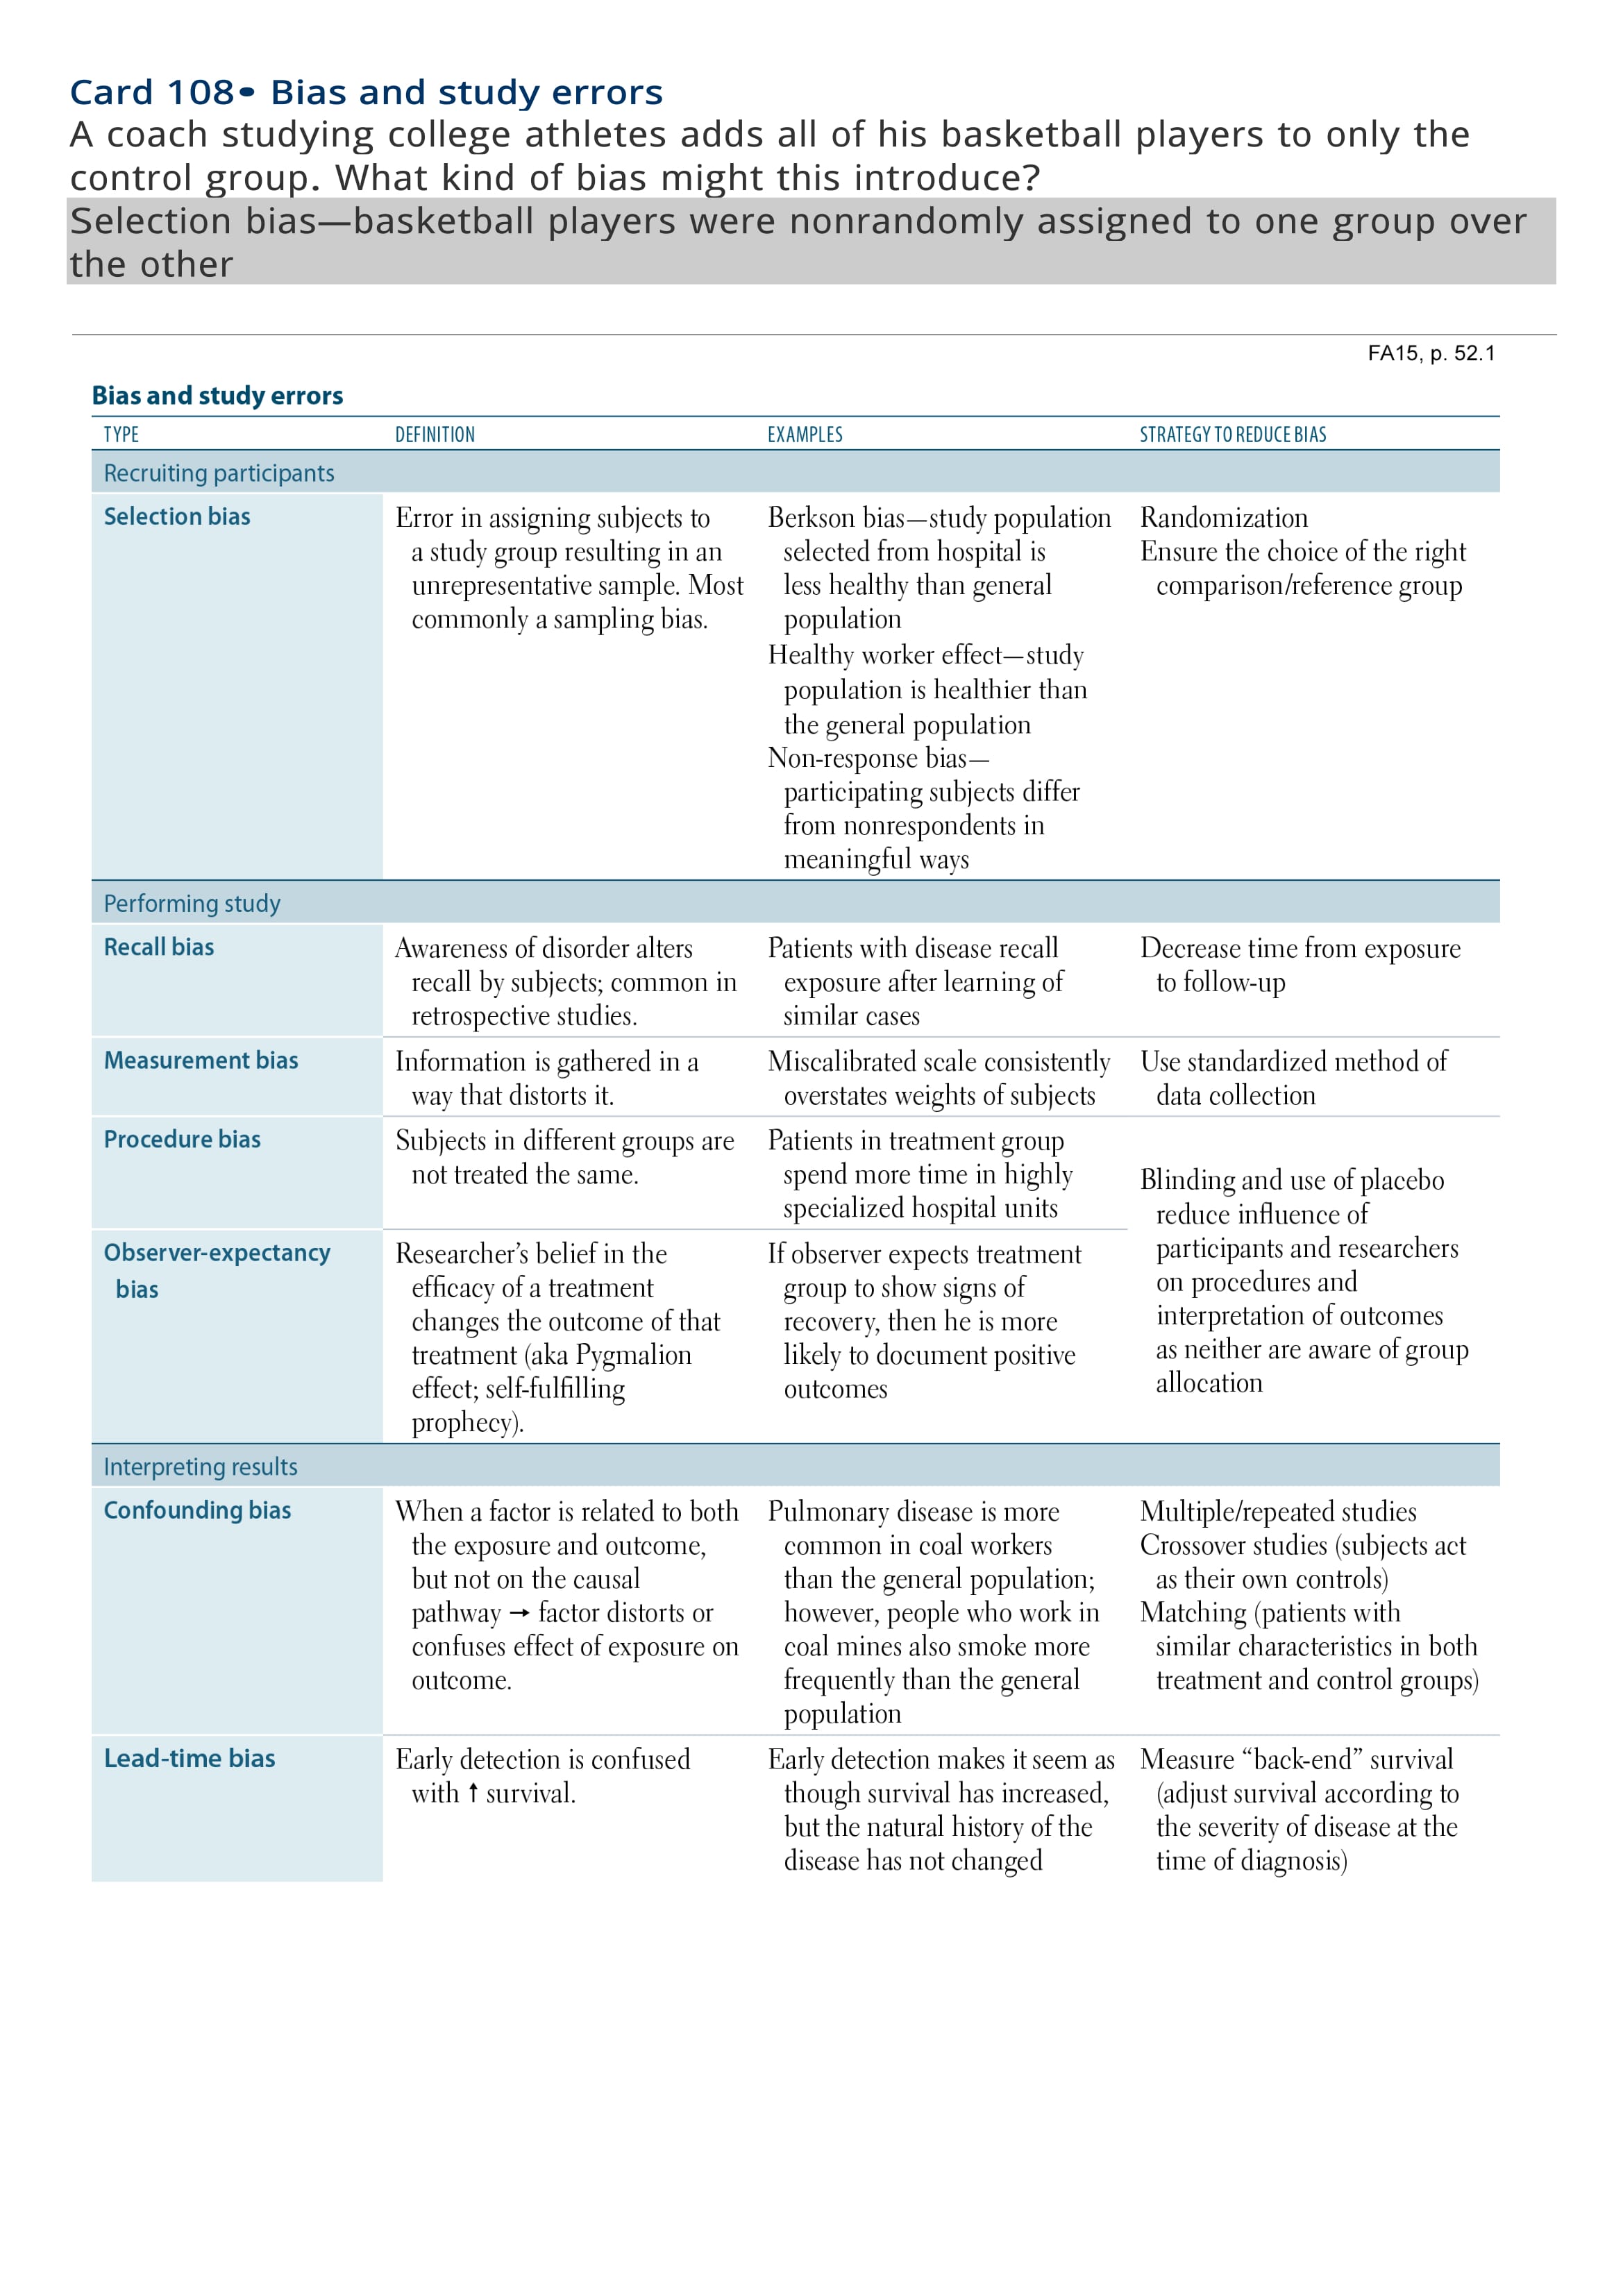 Card 108• Bias and study errors
A coach studying college athletes adds all of his basketball players to only the
control group. What kind of bias might this introduce?
Selection bias—basketball players were nonrandomly assigned to one group over
the other
FA15, p. 52.1
Bias and study errors
TYPE DEFINITION EXAMPLES STRATEGY TO REDUCE BIAS
Recruiting participants
Selection bias
Error in assigning subjects to
a study group resulting in an
unrepresentative sample. Most
commonly a sampling bias.
Berkson bias—study population
selected from hospital is
less healthy than general
population
Healthy worker effect—study
population is healthier than
the general population
Non-response bias—
participating subjects differ
from nonrespondents in
meaningful ways
Randomization
Ensure the choice of the right
comparison/reference group
Performing study
Recall bias
Awareness of disorder alters
recall by subjects; common in
retrospective studies.
Patients with disease recall
exposure after learning of
similar cases
Decrease time from exposure
to follow-up
Measurement bias
Information is gathered in a
way that distorts it.
Miscalibrated scale consistently
overstates weights of subjects
Use standardized method of
data collection
Procedure bias
Subjects in different groups are
not treated the same.
Patients in treatment group
spend more time in highly
specialized hospital units
Blinding and use of placebo
reduce influence of
participants and researchers
on procedures and
interpretation of outcomes
as neither are aware of group
allocation
Observer-expectancy
bias
Researcher's belief in the
efficacy of a treatment
changes the outcome of that
treatment (aka Pygmalion
effect; self-fulfilling
prophecy).
If observer expects treatment
group to show signs of
recovery, then he is more
likely to document positive
outcomes
Interpreting results
Confounding bias
When a factor is related to both
the exposure and outcome,
but not on the causal
pathway → factor distorts or
confuses effect of exposure on
outcome.
Pulmonary disease is more
common in coal workers
than the general population;
however, people who work in
coal mines also smoke more
frequently than the general
population
Multiple/repeated studies
Crossover studies (subjects act
as their own controls)
Matching (patients with
similar characteristics in both
treatment and control groups)
Lead-time bias
Early detection is confused
with ↑ survival.
Early detection makes it seem as
though survival has increased,
but the natural history of the
disease has not changed
Measure “back-end” survival
(adjust survival according to
the severity of disease at the
time of diagnosis)